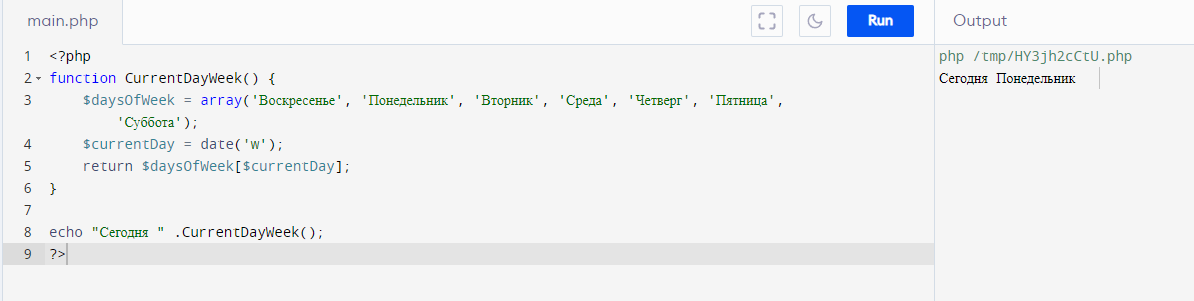 main.php
Run
Output
1 <?php
2 function CurrentDayWeek() {
3 $daysOfWeek = array('Воскресенье', 'Понедельник', 'Вторник', 'Среда', 'Четверг', 'Пятница',
'Суббота');
4 $currentDay = date('w');
5 return $daysOfWeek[$currentDay];
6 }
7
8 echo "Сегодня " .CurrentDayWeek();
9 ?>
php /tmp/HY3jh2cCtU.php
Сегодня Понедельник